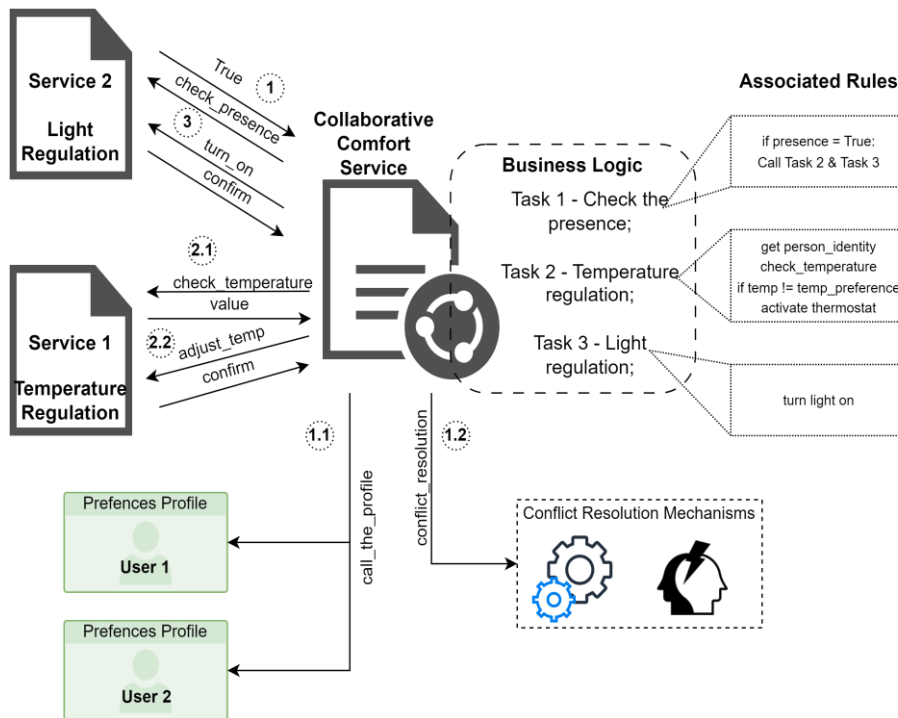 Service 2
Light
Regulation
True
check_presence
1
3
turn_on
confirm
Collaborative
Comfort
Service
Business Logic
Task 1 - Check the
presence;
Task 2 - Temperature
regulation;
Task 3 - Light
regulation;
Associated Rules
if presence = True:
Call Task 2 & Task 3
get person_identity
check_temperature
if temp != temp_preference
activate thermostat
turn light on
Service 1
Temperature
Regulation
2.1
check_temperature
value
2.2
adjust_temp
confirm
1.1
call_the_profile
1.2
conflict_resolution
Prefences Profile
User 1
Prefences Profile
User 2
Conflict Resolution Mechanisms